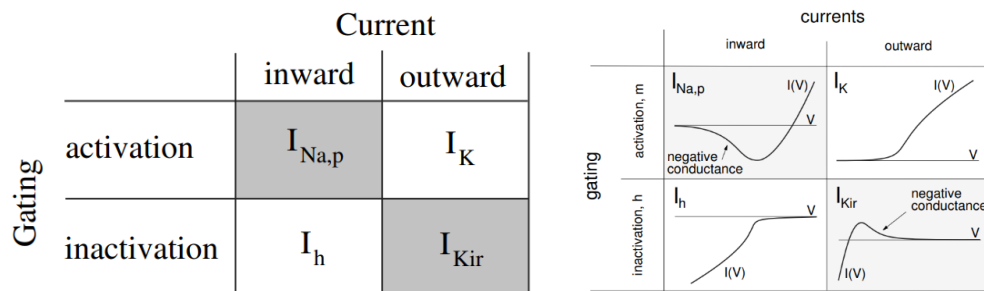 Current
inward outward
Gating
activation I_Na,p I_K
inactivation I_h I_Kir
currents
inward outward
gating
activation, m
I_Na,p I(V) V
negative
conductance
I_K I(V) V
inactivation, h
I_h V
I(V)
I_Kir negative
conductance V
I(V)